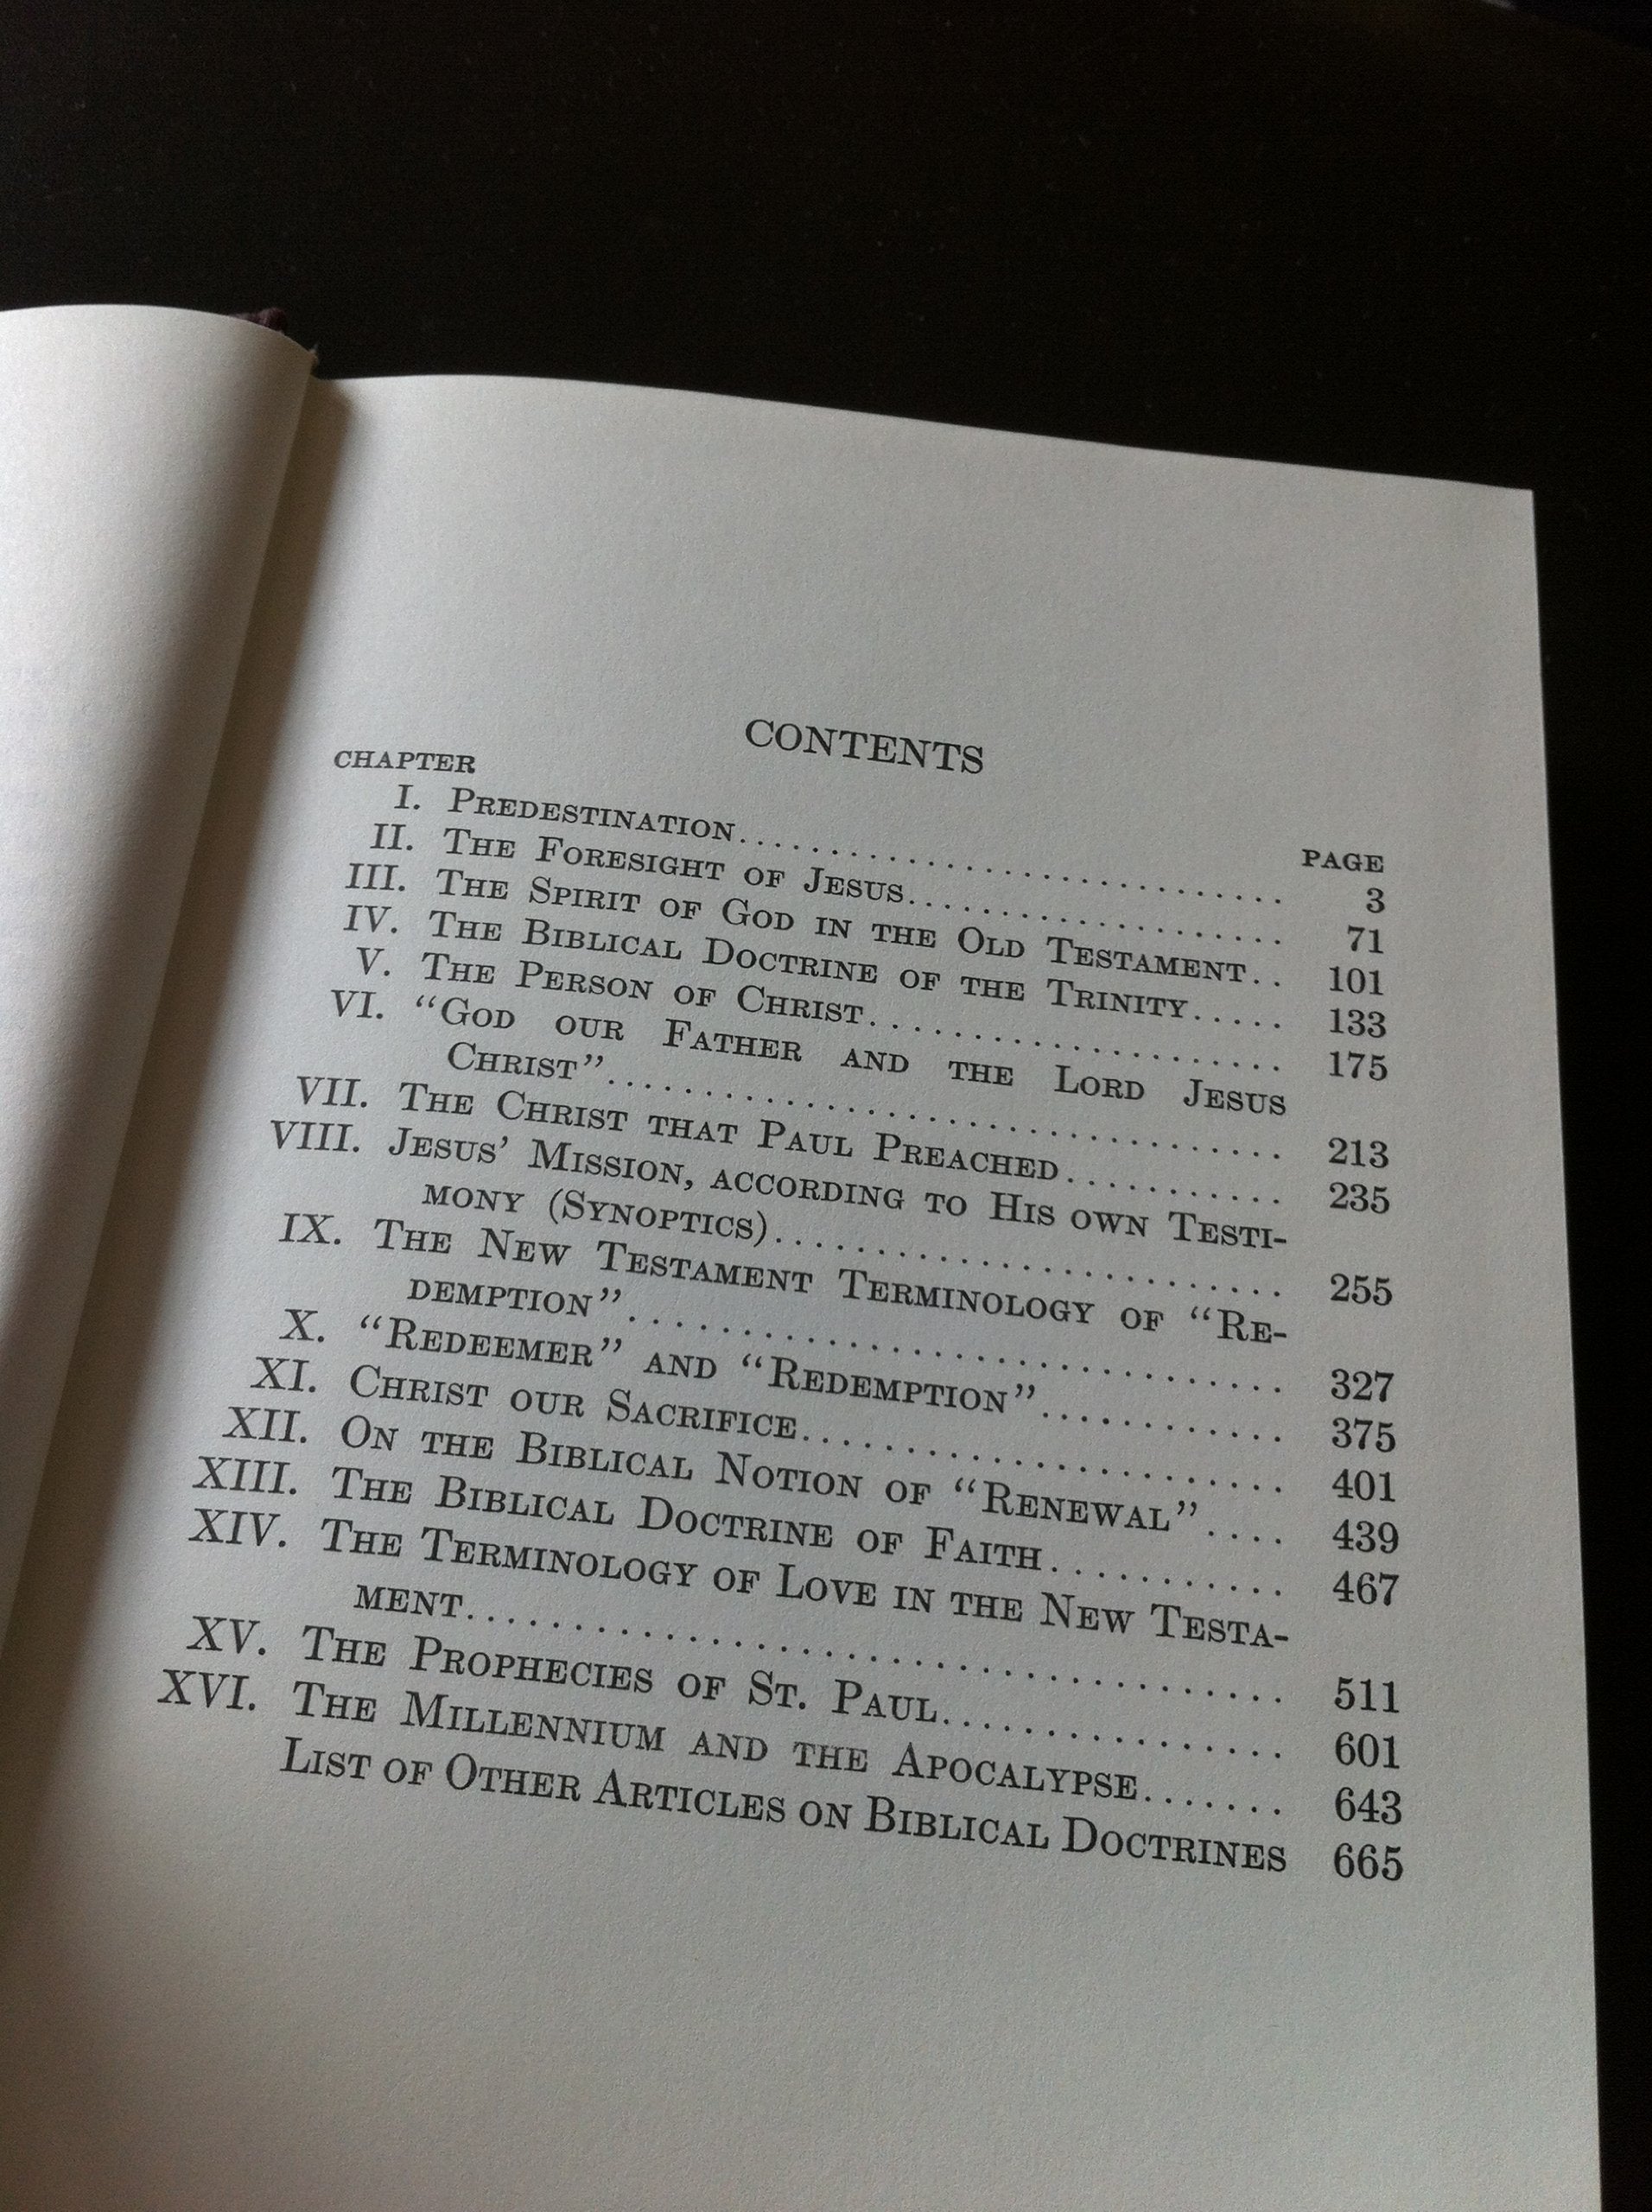 CONTENTS
CHAPTER PAGE
I. PREDESTINATION.............................. 3
II. THE FORESIGHT OF JESUS..................... 71
III. THE SPIRIT OF GOD IN THE OLD TESTAMENT.. 101
IV. THE BIBLICAL DOCTRINE OF THE TRINITY..... 133
V. THE PERSON OF CHRIST....................... 175
VI. “GOD OUR FATHER AND THE LORD JESUS
CHRIST”.................................... 213
VII. THE CHRIST THAT PAUL PREACHED............ 235
VIII. JESUS’ MISSION, ACCORDING TO HIS OWN TESTI-
MONY (SYNOPTICS)........................... 255
IX. THE NEW TESTAMENT TERMINOLOGY OF “RE-
DEMPTION”.................................. 327
X. “REDEEMER” AND “REDEMPTION”............. 375
XI. CHRIST OUR SACRIFICE....................... 401
XII. ON THE BIBLICAL NOTION OF “RENEWAL”.... 439
XIII. THE BIBLICAL DOCTRINE OF FAITH........... 467
XIV. THE TERMINOLOGY OF LOVE IN THE NEW TESTA-
MENT....................................... 511
XV. THE PROPHECIES OF ST. PAUL................ 601
XVI. THE MILLENNIUM AND THE APOCALYPSE....... 643
LIST OF OTHER ARTICLES ON BIBLICAL DOCTRINES 665